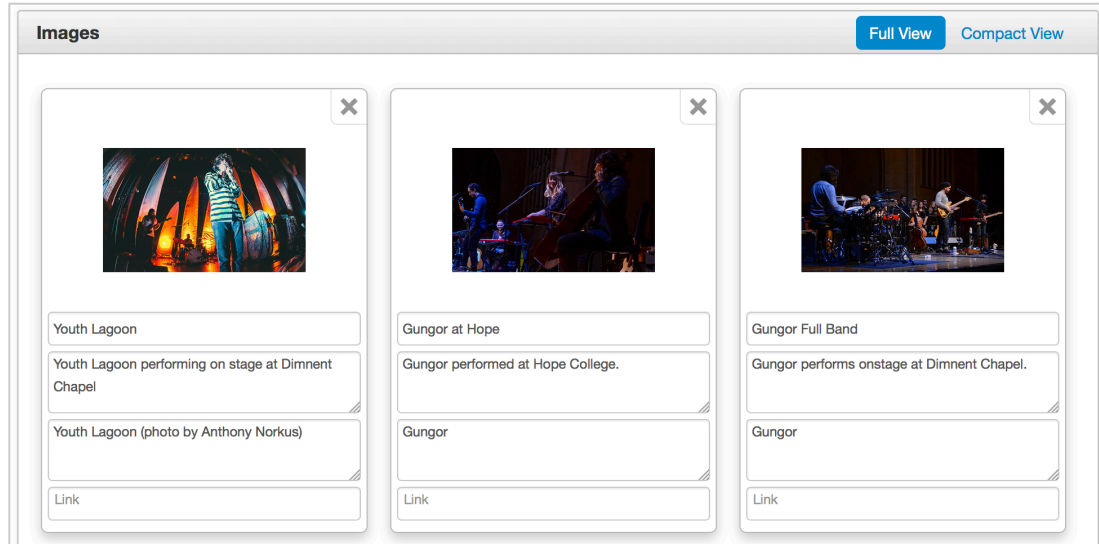 Images
Full View
Compact View
Youth Lagoon
Youth Lagoon performing on stage at Dimnent
Chapel
Youth Lagoon (photo by Anthony Norkus)
Link
Gungor at Hope
Gungor performed at Hope College.
Gungor
Link
Gungor Full Band
Gungor performs onstage at Dimnent Chapel.
Gungor
Link